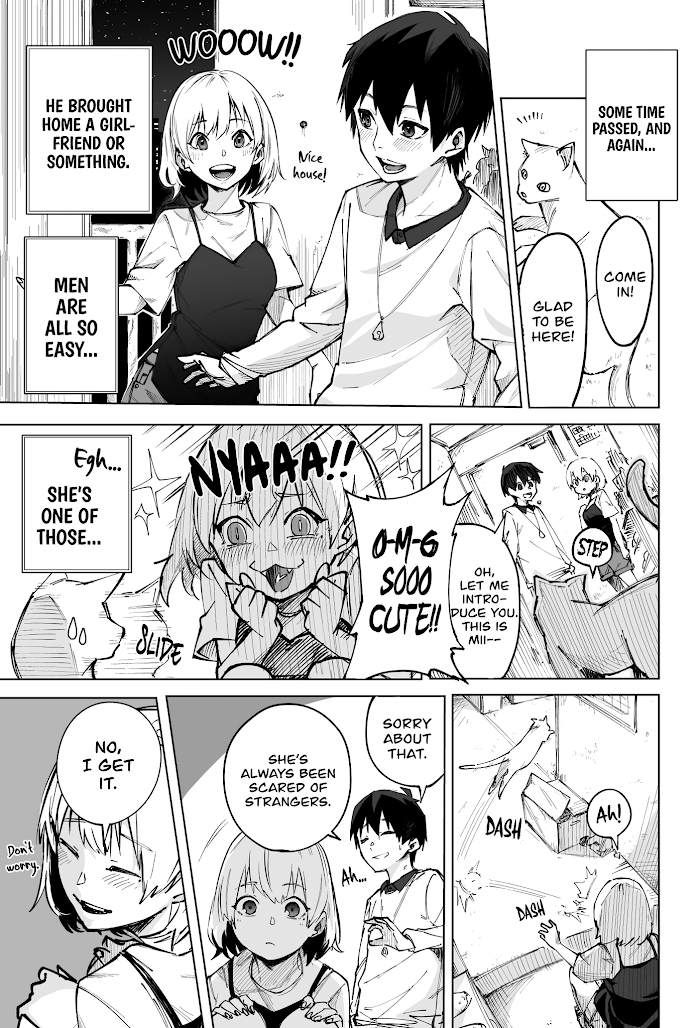 SOME TIME
PASSED, AND
AGAIN...
COME
IN!
GLAD
TO BE
HERE!
WOOOW!!
Nice
house!
HE BROUGHT
HOME A GIRL-
FRIEND OR
SOMETHING.
MEN
ARE
ALL SO
EASY...
STEP
OH,
LET ME
INTRO-
DUCE YOU.
THIS IS
MII--
O-M-G
SOOO
CUTE!!
NYAAA!!
SLIDE
Egh...
SHE'S
ONE OF
THOSE...
AH!
DASH
DASH
SORRY
ABOUT
THAT.
Ah...
SHE'S
ALWAYS BEEN
SCARED OF
STRANGERS.
NO,
I GET
IT.
Don't
worry.